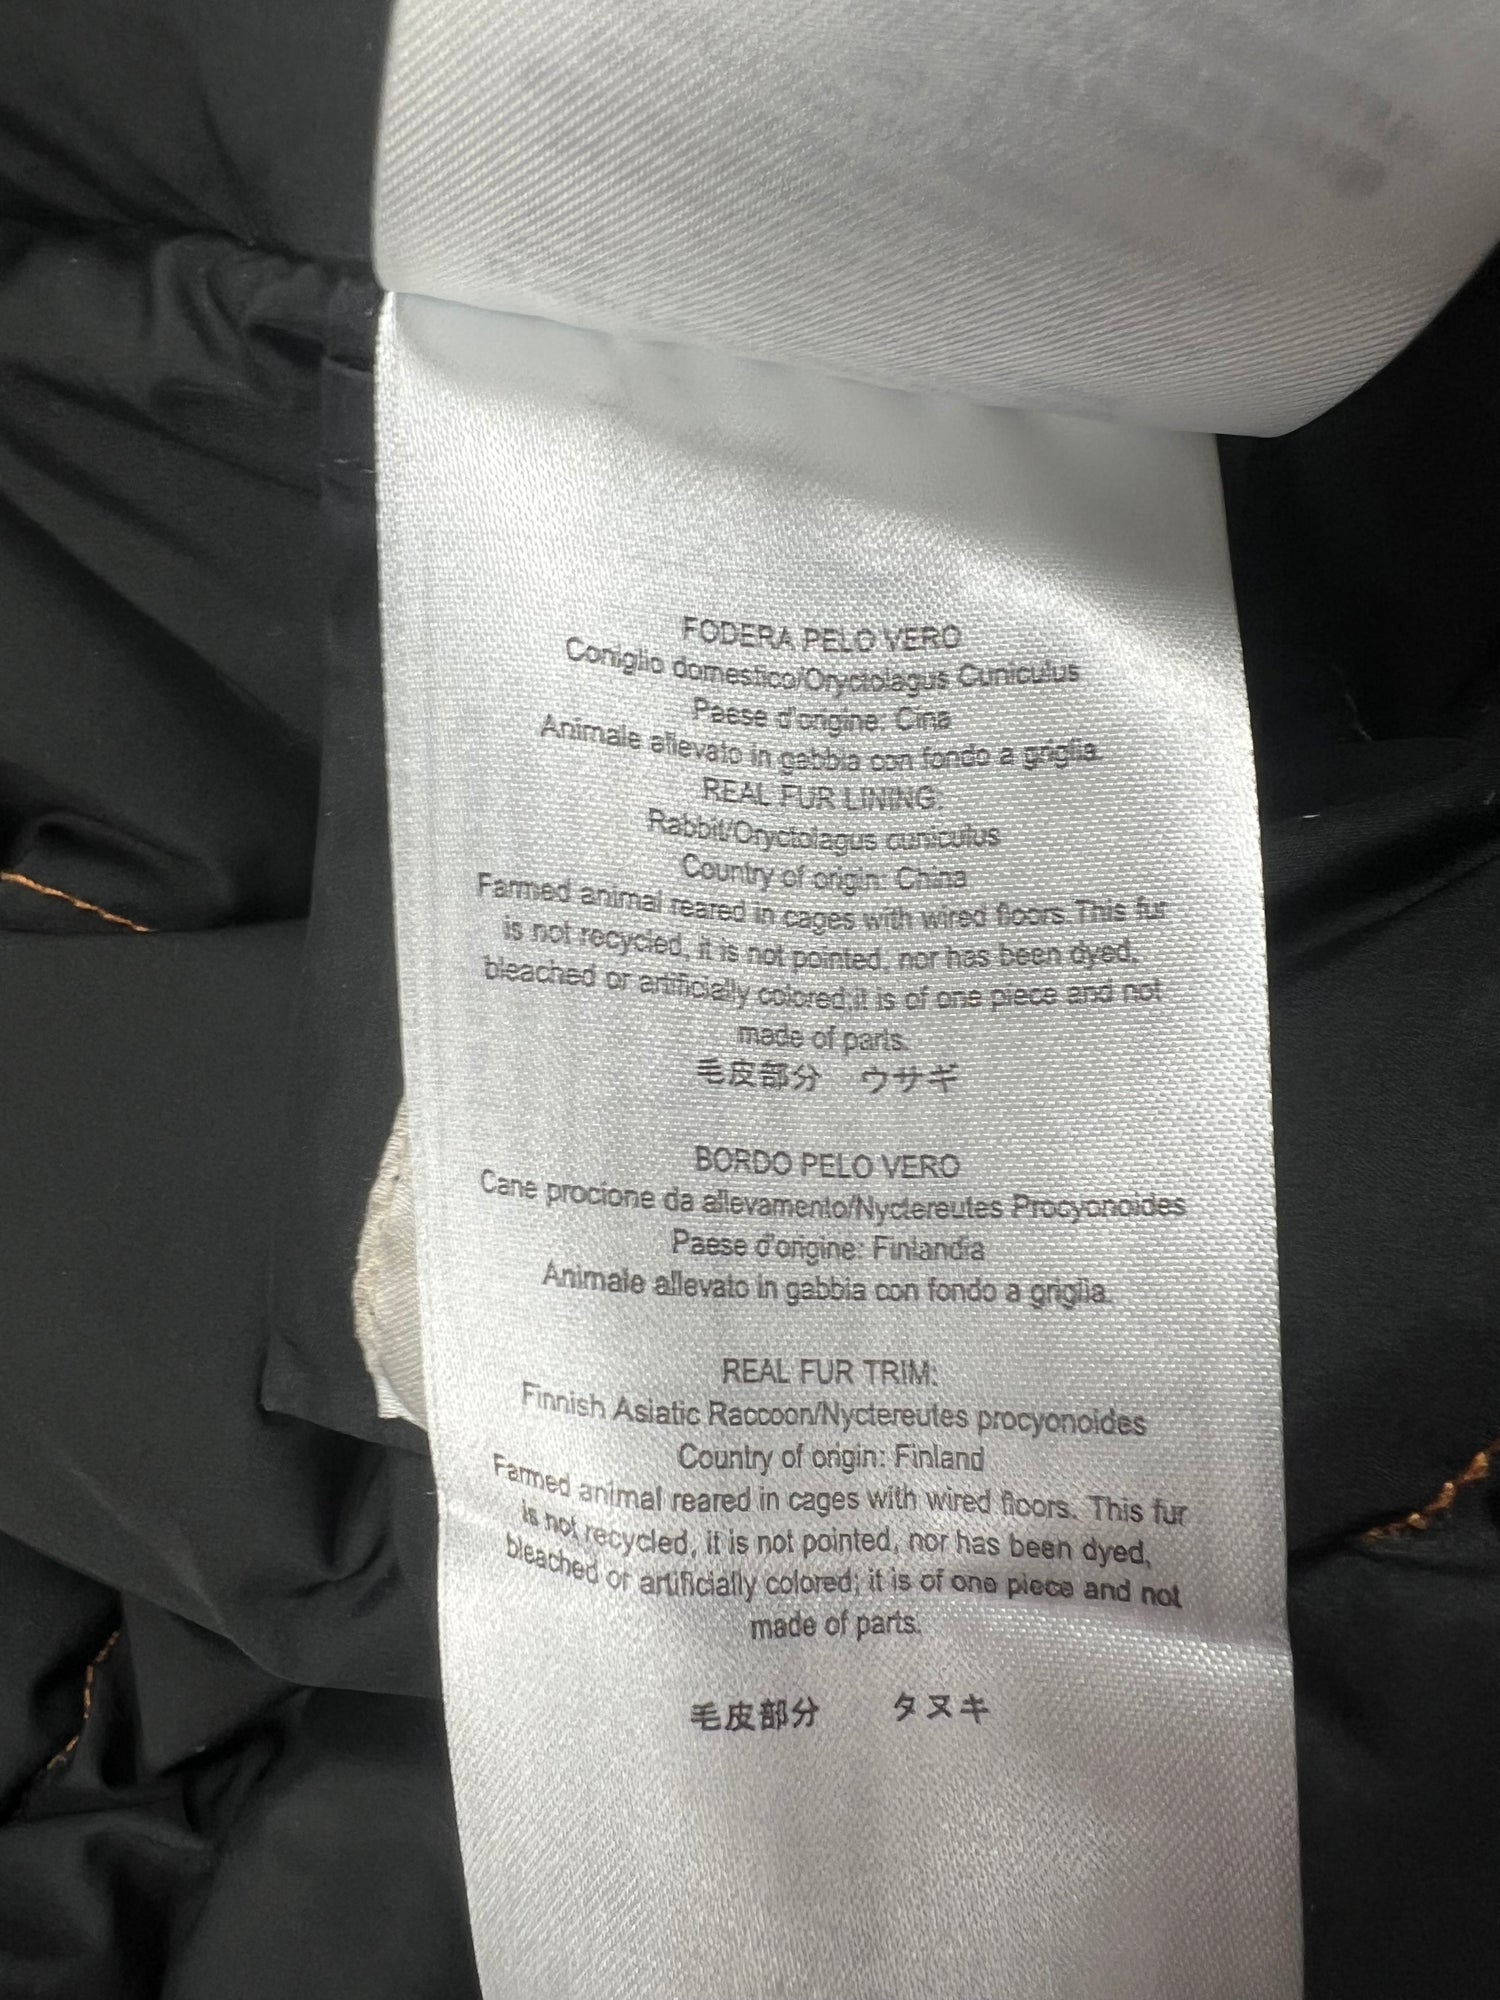 FODERA PELO VERO
Coniglio domestico/Oryctolagus Cuniculus
Paese d'origine: Cina
Animale allevato in gabbia con fondo a griglia.
REAL FUR LINING:
Rabbit/Oryctolagus cuniculus
Country of origin: China
Farmed animal reared in cages with wired floors.This fur
is not recycled, it is not pointed, nor has been dyed,
bleached or artificially colored;it is of one piece and not
made of parts.
毛皮部分 ウサギ
BORDO PELO VERO
Cane procione da allevamento/Nyctereutes Procyonoides
Paese d'origine: Finlandia
Animale allevato in gabbia con fondo a griglia.
REAL FUR TRIM:
Finnish Asiatic Raccoon/Nyctereutes procyonoides
Country of origin: Finland
Farmed animal reared in cages with wired floors. This fur
is not recycled, it is not pointed, nor has been dyed,
bleached or artificially colored; it is of one piece and not
made of parts.
毛皮部分 タヌキ